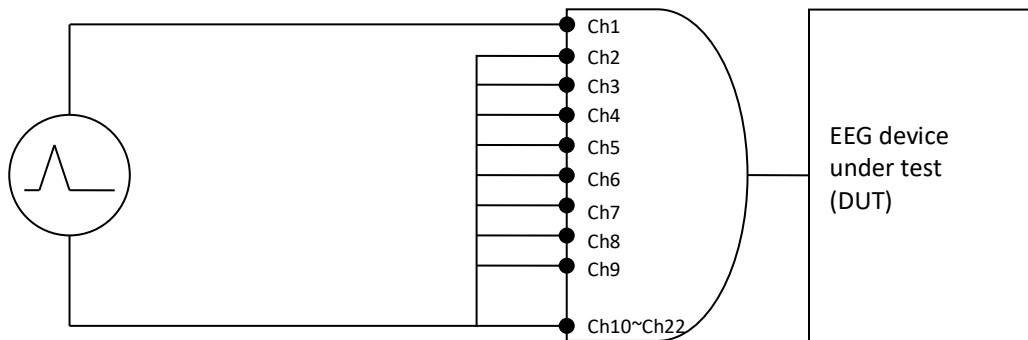 Ch1
Ch2
Ch3
Ch4
Ch5
Ch6
Ch7
Ch8
Ch9
Ch10~Ch22
EEG device
under test
(DUT)